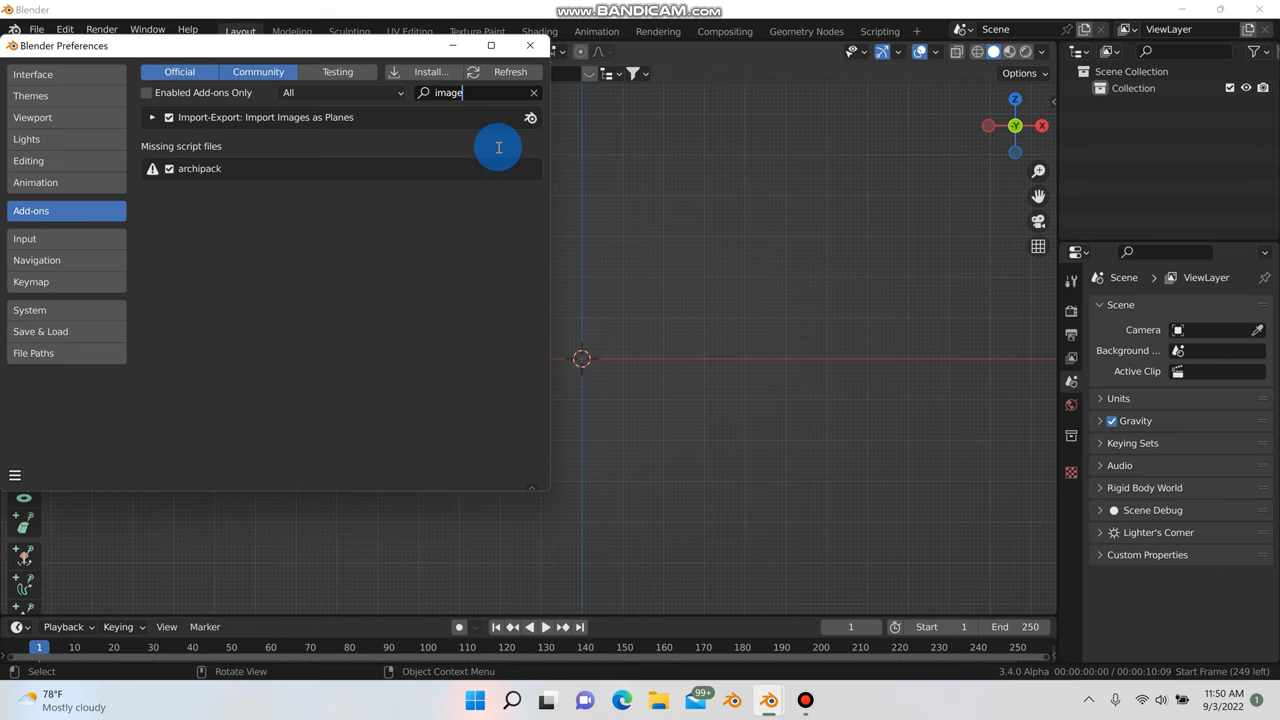 www.BANDICAM.com
Blender
File Edit Render Window Help Layout Modeling Sculpting UV Editing Texture Paint Shading Animation Rendering Compositing Geometry Nodes Scripting Scene ViewLayer
Blender Preferences
Interface
Themes
Viewport
Lights
Editing
Animation
Add-ons
Input
Navigation
Keymap
System
Save & Load
File Paths
Official Community Testing Install... Refresh
Enabled Add-ons Only All image
Import-Export: Import Images as Planes
Missing script files
archipack
Options
X
-Y
Z
Scene Collection
Collection
Scene ViewLayer
Scene
Camera
Background ...
Active Clip
Units
Gravity
Keying Sets
Audio
Rigid Body World
Scene Debug
Lighter's Corner
Custom Properties
Playback Keying View Marker 1 Start 1 End 250
1 10 20 30 40 50 60 70 80 90 100 110 120 130 140 150 160 170 180 190 200 210 220 230 240 250
Select Rotate View Object Context Menu 3.4.0 Alpha 00:00:00:00 / 00:00:10:09 Start Frame (249 left)
78°F
Mostly cloudy
99+
11:50 AM
9/3/2022
1